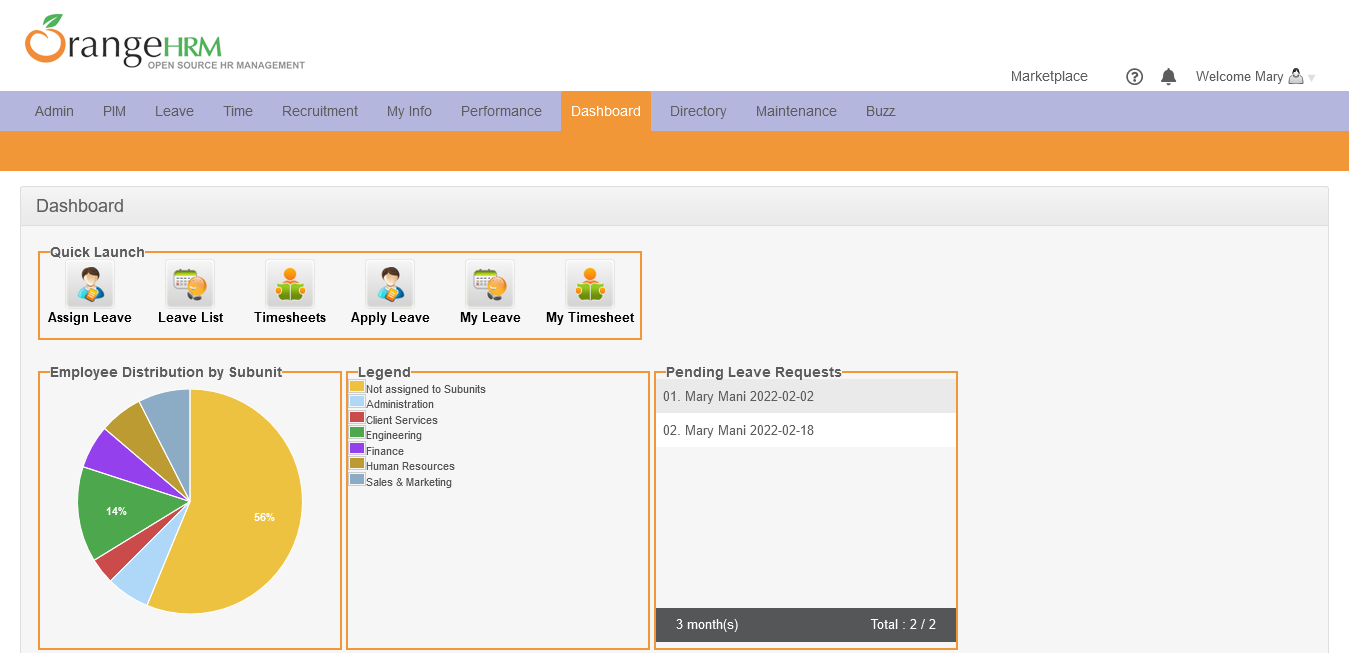 OrangeHRM
OPEN SOURCE HR MANAGEMENT
Marketplace ? Welcome Mary
Admin PIM Leave Time Recruitment My Info Performance Dashboard Directory Maintenance Buzz
Dashboard
Quick Launch
Assign Leave Leave List Timesheets Apply Leave My Leave My Timesheet
Employee Distribution by Subunit
14%
56%
Legend
Not assigned to Subunits
Administration
Client Services
Engineering
Finance
Human Resources
Sales & Marketing
Pending Leave Requests
01. Mary Mani 2022-02-02
02. Mary Mani 2022-02-18
3 month(s) Total : 2 / 2